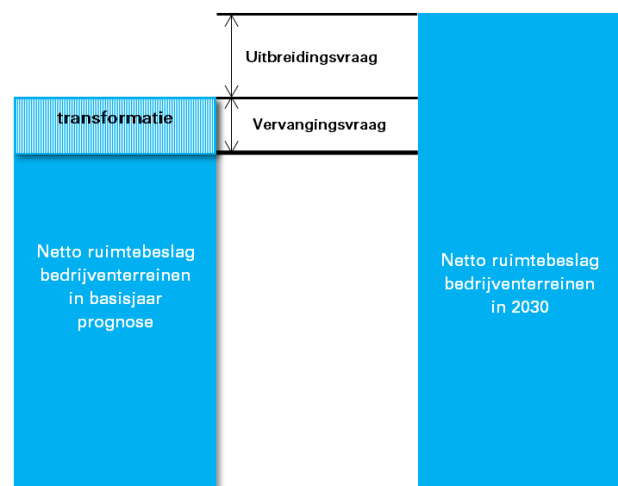 Uitbreidingsvraag
transformatie
Vervangingsvraag
Netto ruimtebeslag
bedrijventerreinen
in basisjaar
prognose
Netto ruimtebeslag
bedrijventerreinen
in 2030